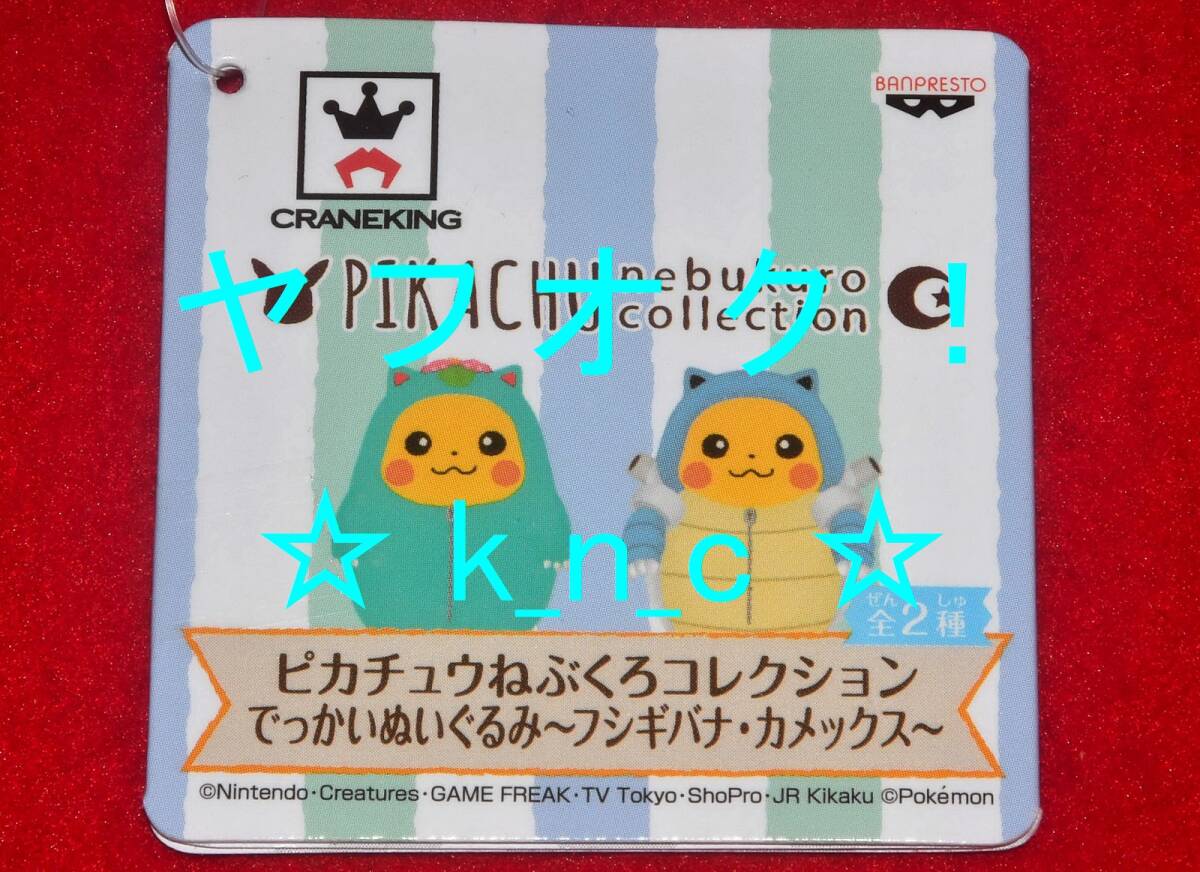 BANPRESTO
CRANEKING
PIKACHU nebukuro collection
ヤフオク！
☆ k_n_c ☆
ぜん しゅ
全2種
ピカチュウねぶくろコレクション
でっかいぬいぐるみ～フシギバナ・カメックス～
©Nintendo・Creatures・GAME FREAK・TV Tokyo・ShoPro・JR Kikaku ©Pokémon